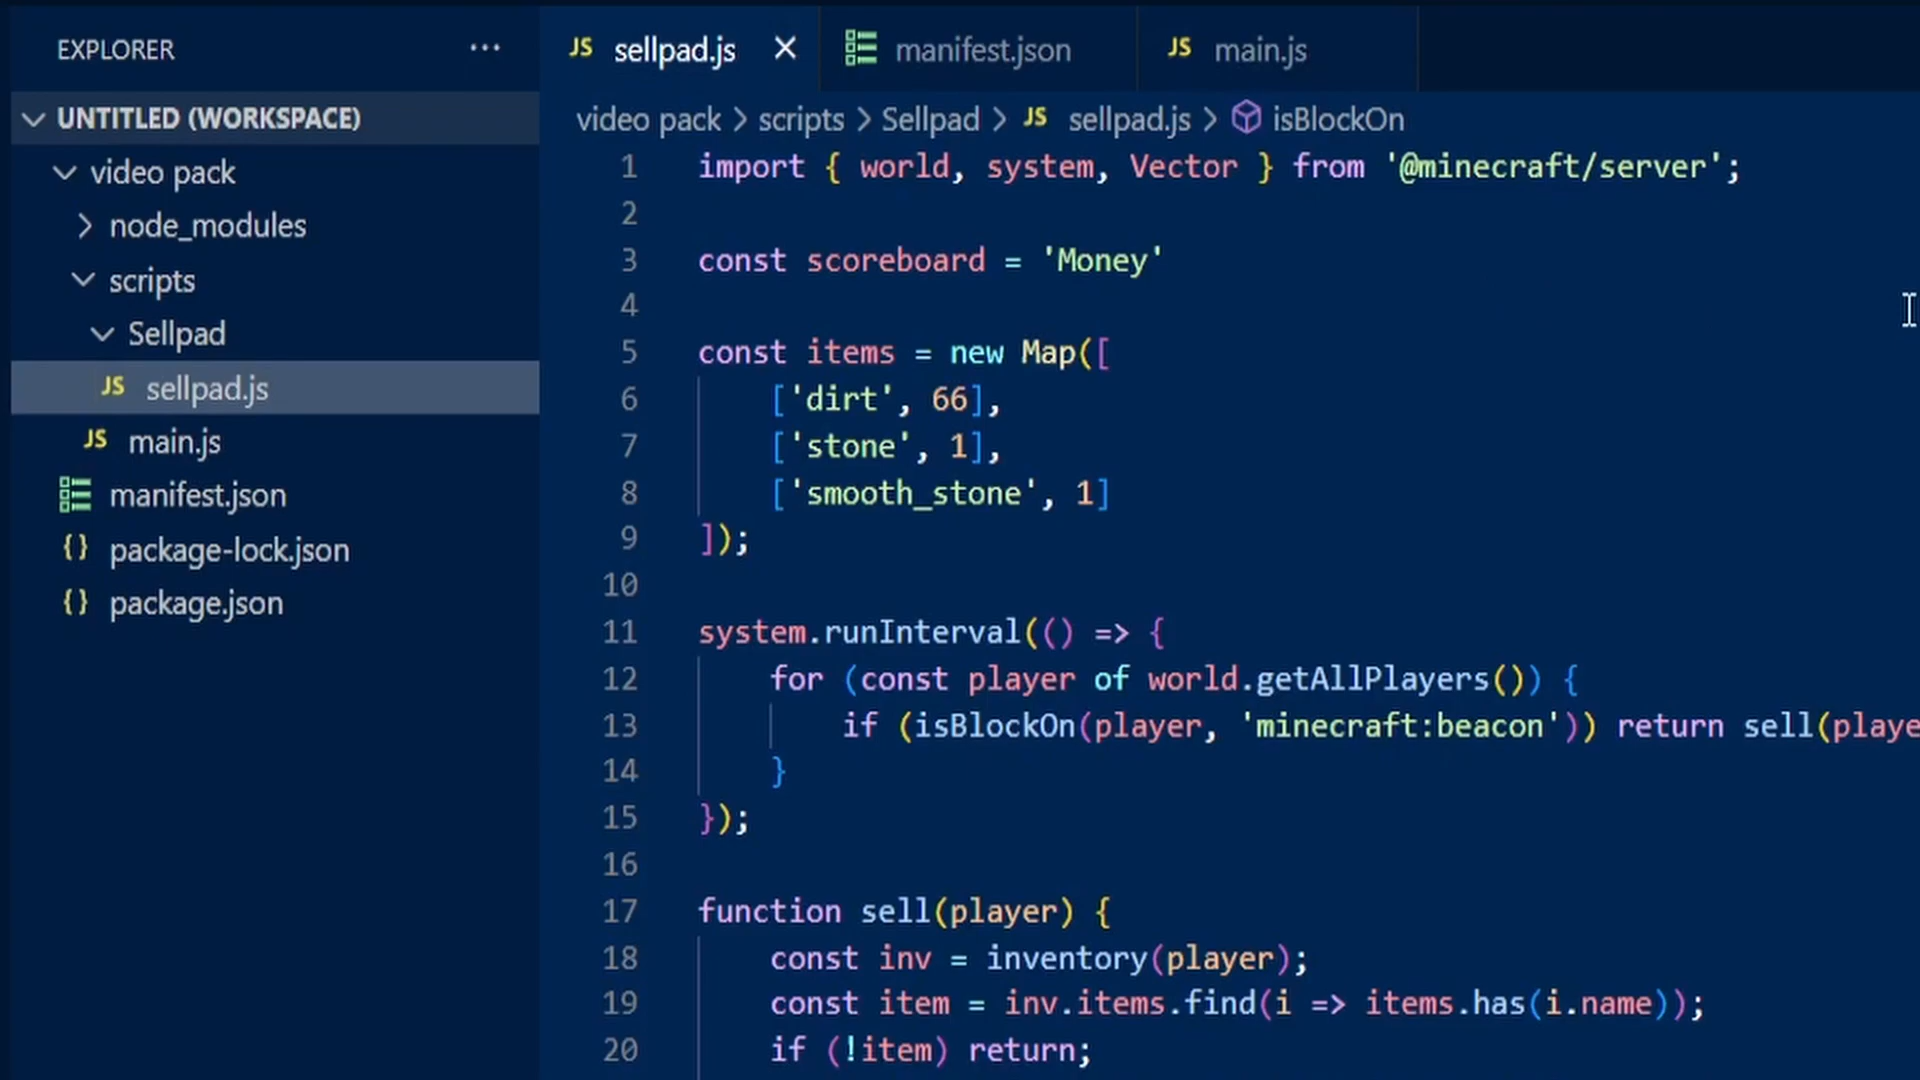 EXPLORER
UNTITLED (WORKSPACE)
video pack
node_modules
scripts
Sellpad
JS sellpad.js
JS main.js
manifest.json
{} package-lock.json
{} package.json
JS sellpad.js × manifest.json JS main.js
video pack > scripts > Sellpad > JS sellpad.js > isBlockOn
1 import { world, system, Vector } from '@minecraft/server';
2
3 const scoreboard = 'Money'
4
5 const items = new Map([
6 ['dirt', 66],
7 ['stone', 1],
8 ['smooth_stone', 1]
9 ]);
10
11 system.runInterval(() => {
12 for (const player of world.getAllPlayers()) {
13 if (isBlockOn(player, 'minecraft:beacon')) return sell(playe
14 }
15 });
16
17 function sell(player) {
18 const inv = inventory(player);
19 const item = inv.items.find(i => items.has(i.name));
20 if (!item) return;